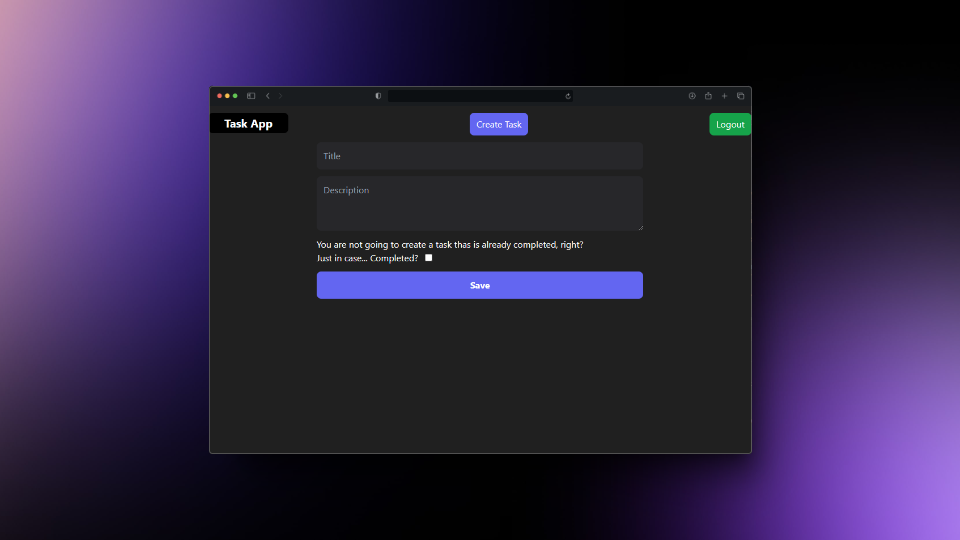 Task App
Create Task
Logout
Title
Description
You are not going to create a task thas is already completed, right?
Just in case... Completed?
Save